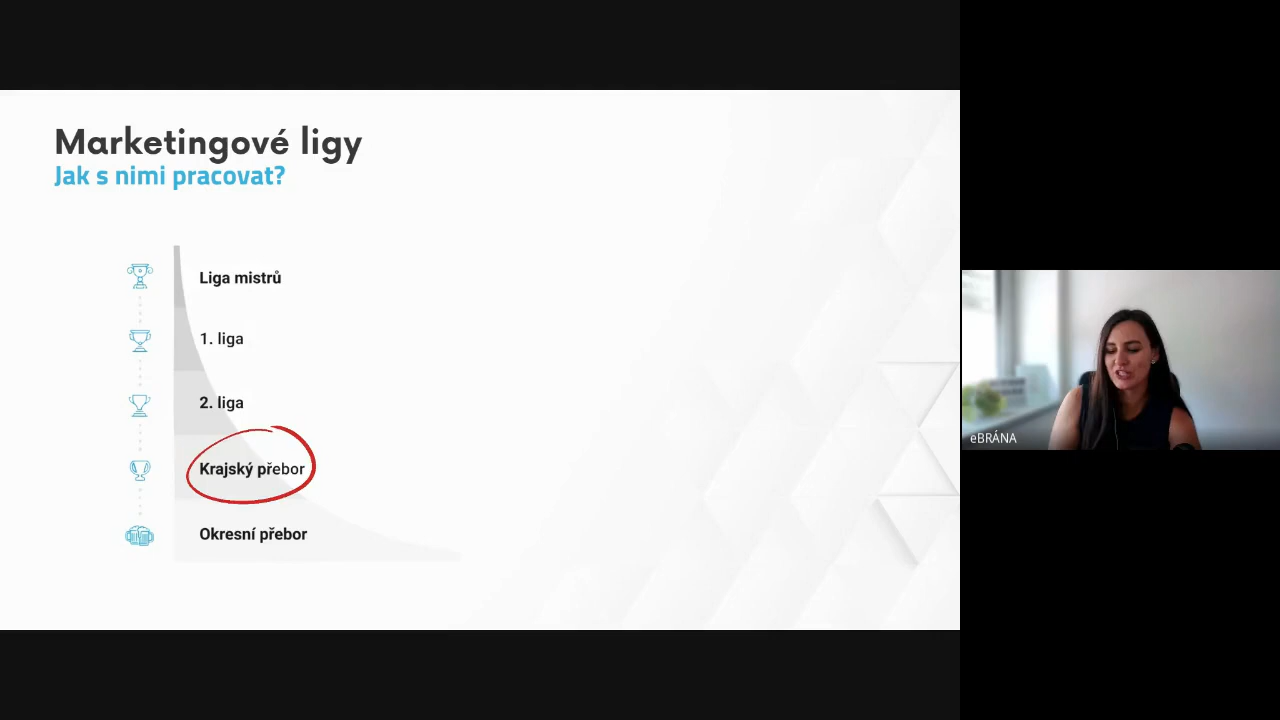 Marketingové ligy
Jak s nimi pracovat?
Liga mistrů
1. liga
2. liga
Krajský přebor
Okresní přebor
eBRÁNA